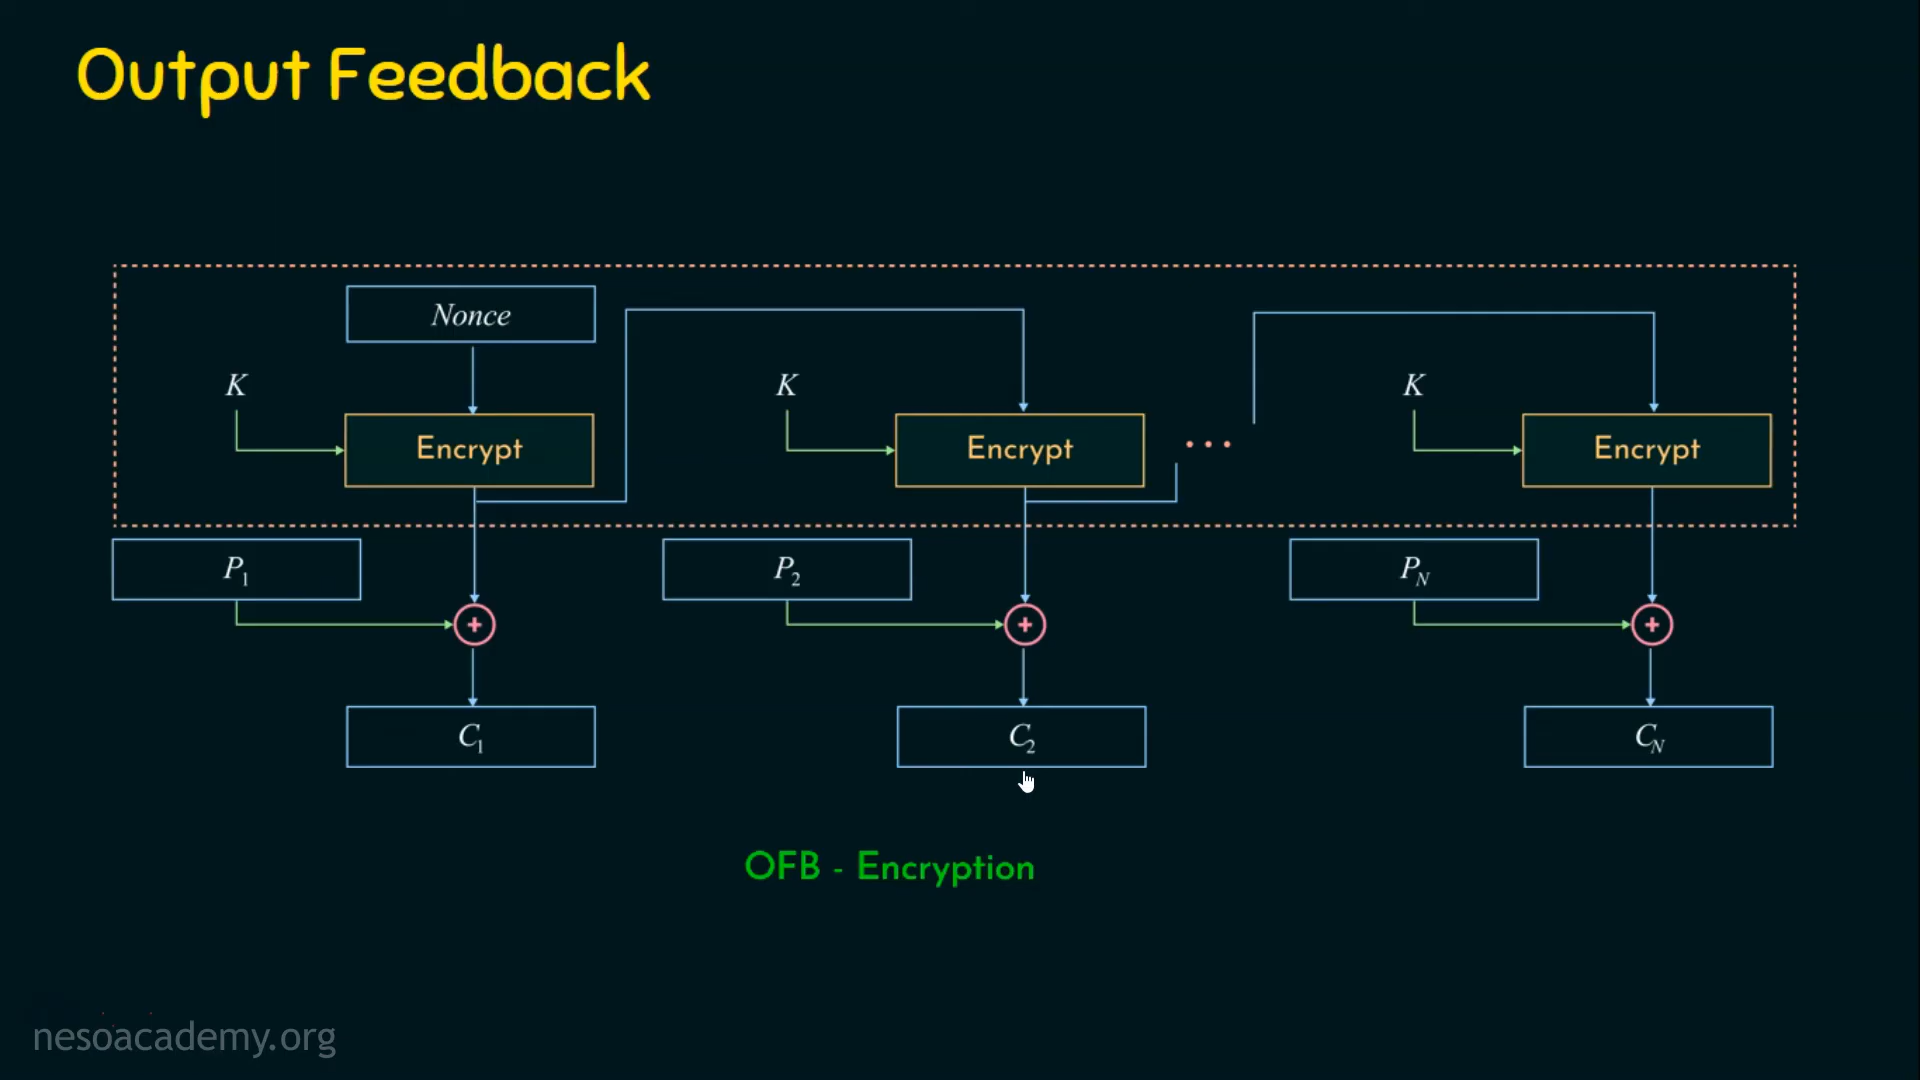 Output Feedback
Nonce
K K K
Encrypt Encrypt Encrypt
P1 P2 PN
+ + +
C1 C2 CN
OFB - Encryption
nesoacademy.org